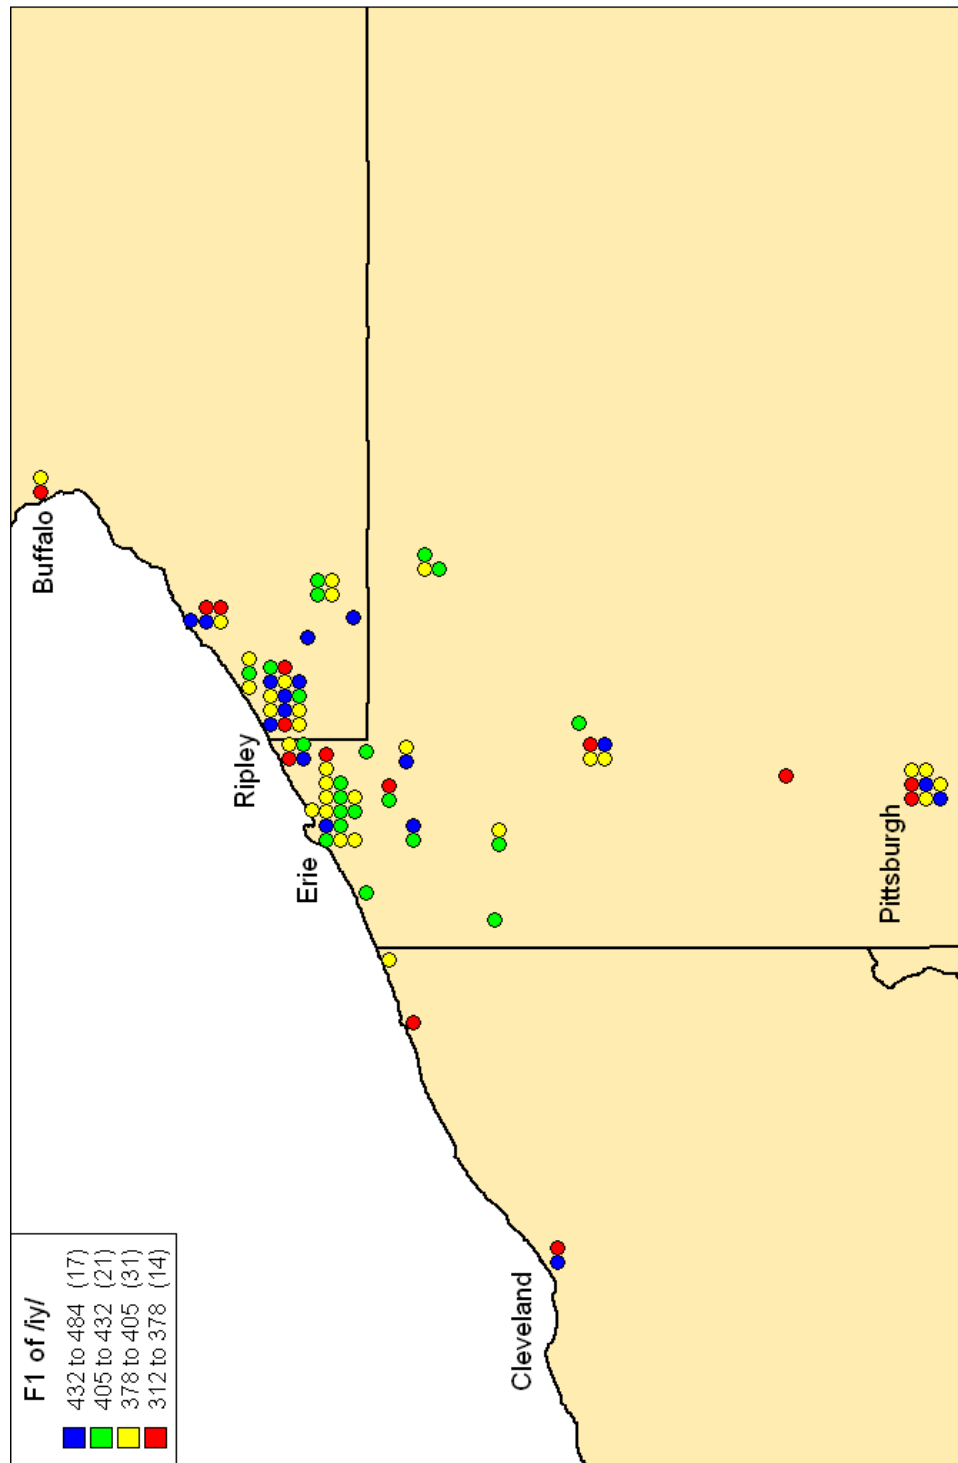 F1 of /iy/
432 to 484 (17)
405 to 432 (21)
378 to 405 (31)
312 to 378 (14)
Buffalo
Ripley
Erie
Cleveland
Pittsburgh